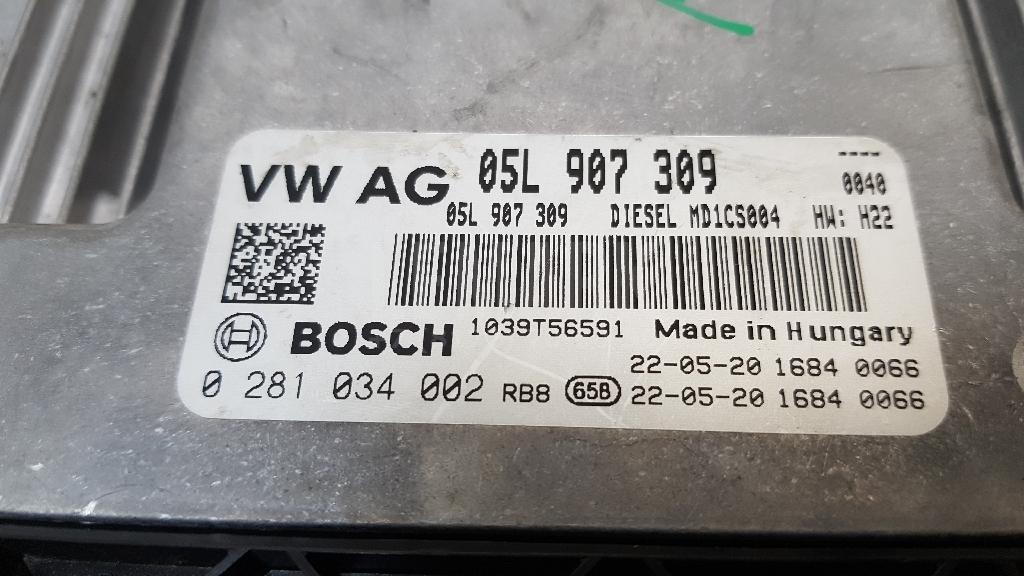 VW AG 05L 907 309 ----
0040
05L 907 309 DIESEL MD1CS004 HW: H22
BOSCH 1039T56591 Made in Hungary
22-05-20 1684 0066
0 281 034 002 RB8 65B 22-05-20 1684 0066